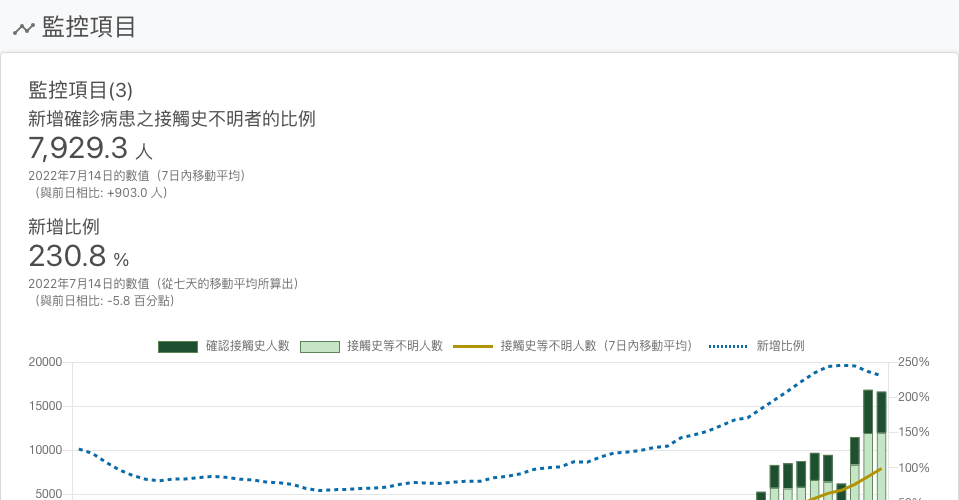 監控項目
監控項目(3)
新增確診病患之接觸史不明者的比例
7,929.3 人
2022年7月14日的數值（7日內移動平均）
（與前日相比: +903.0 人）
新增比例
230.8 %
2022年7月14日的數值（從七天的移動平均所算出）
（與前日相比: -5.8 百分點）
確認接觸史人數 接觸史等不明人數 接觸史等不明人數（7日內移動平均） 新增比例
20000 250%
200%
15000
150%
10000
100%
5000